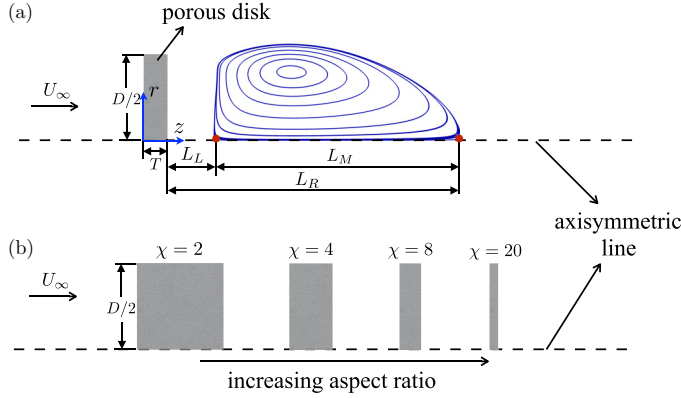 (a)
porous disk
U∞
D/2
r
z
T
L_L
L_M
L_R
axisymmetric
line
(b)
χ = 2
χ = 4
χ = 8
χ = 20
U∞
D/2
increasing aspect ratio